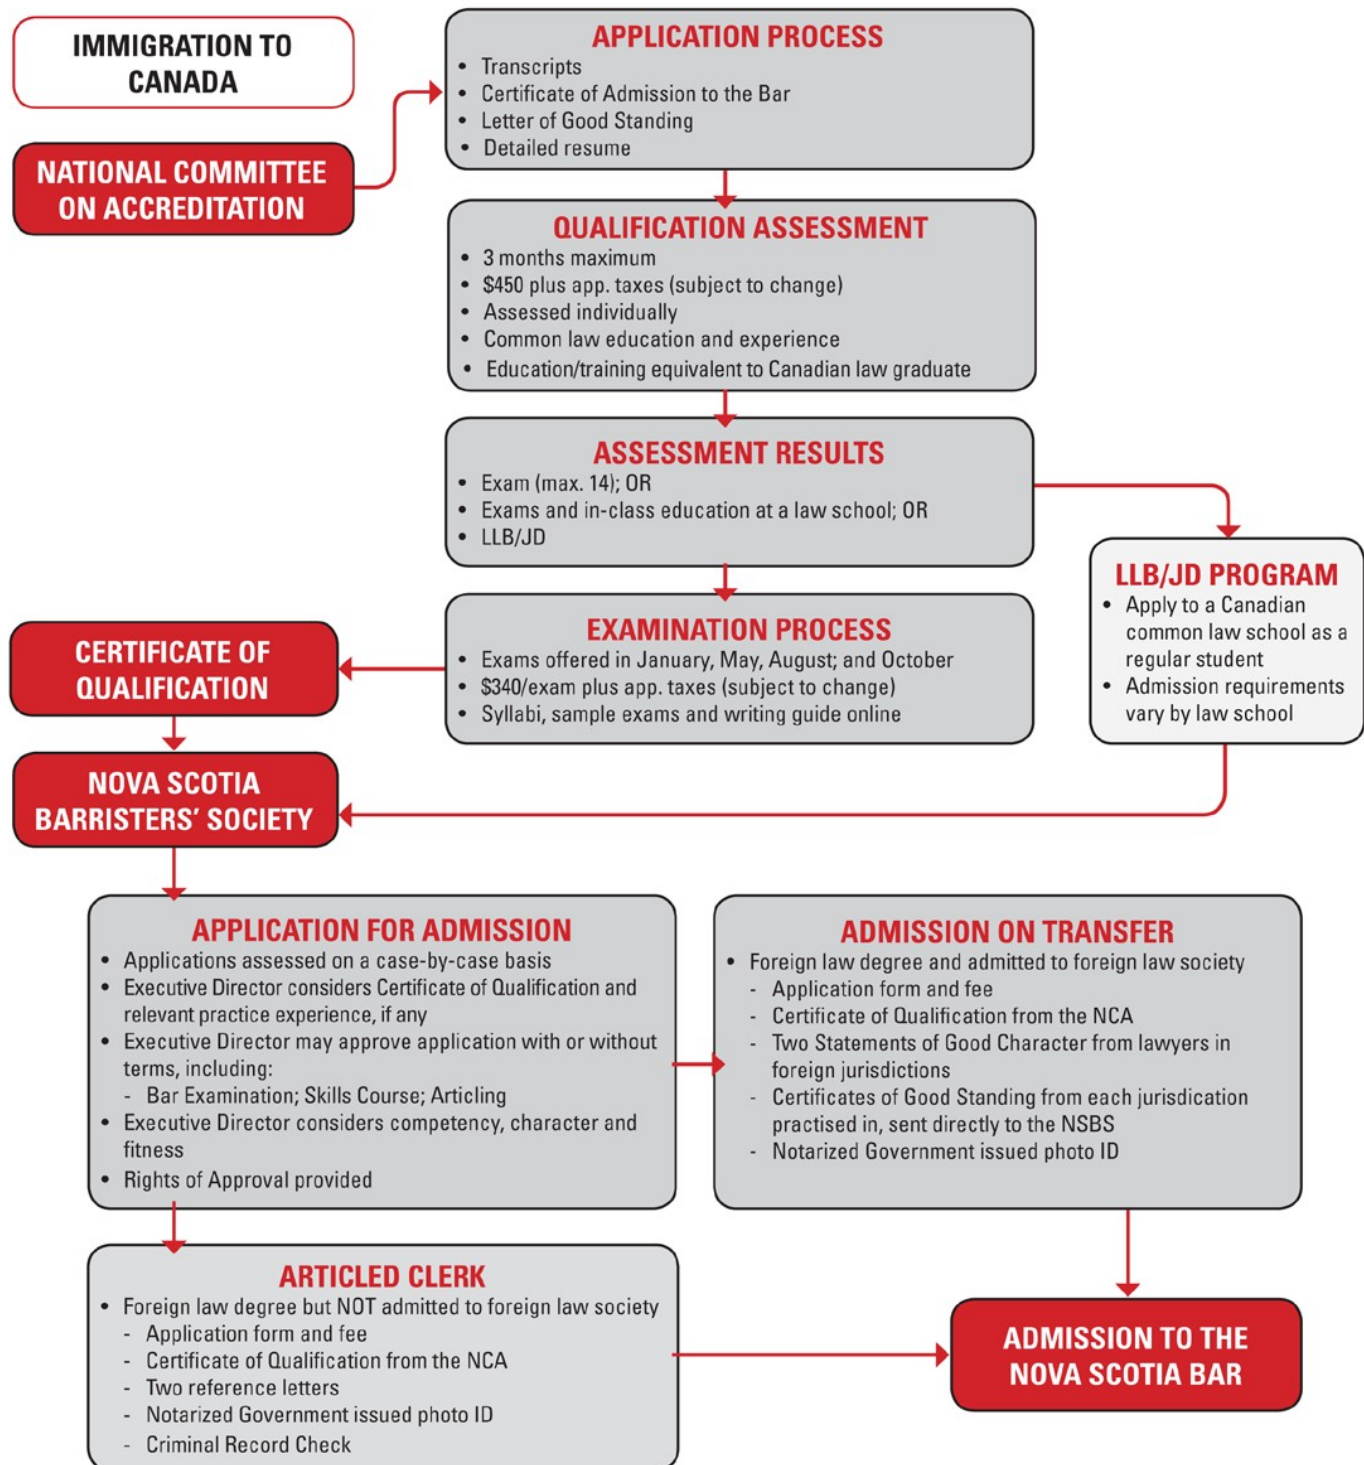 IMMIGRATION TO
CANADA
NATIONAL COMMITTEE
ON ACCREDITATION
APPLICATION PROCESS
• Transcripts
• Certificate of Admission to the Bar
• Letter of Good Standing
• Detailed resume
QUALIFICATION ASSESSMENT
• 3 months maximum
• $450 plus app. taxes (subject to change)
• Assessed individually
• Common law education and experience
• Education/training equivalent to Canadian law graduate
ASSESSMENT RESULTS
• Exam (max. 14); OR
• Exams and in-class education at a law school; OR
• LLB/JD
LLB/JD PROGRAM
• Apply to a Canadian
common law school as a
regular student
• Admission requirements
vary by law school
EXAMINATION PROCESS
• Exams offered in January, May, August; and October
• $340/exam plus app. taxes (subject to change)
• Syllabi, sample exams and writing guide online
CERTIFICATE OF
QUALIFICATION
NOVA SCOTIA
BARRISTERS' SOCIETY
APPLICATION FOR ADMISSION
• Applications assessed on a case-by-case basis
• Executive Director considers Certificate of Qualification and
relevant practice experience, if any
• Executive Director may approve application with or without
terms, including:
- Bar Examination; Skills Course; Articling
• Executive Director considers competency, character and
fitness
• Rights of Approval provided
ADMISSION ON TRANSFER
• Foreign law degree and admitted to foreign law society
- Application form and fee
- Certificate of Qualification from the NCA
- Two Statements of Good Character from lawyers in
foreign jurisdictions
- Certificates of Good Standing from each jurisdication
practised in, sent directly to the NSBS
- Notarized Government issued photo ID
ARTICLED CLERK
• Foreign law degree but NOT admitted to foreign law society
- Application form and fee
- Certificate of Qualification from the NCA
- Two reference letters
- Notarized Government issued photo ID
- Criminal Record Check
ADMISSION TO THE
NOVA SCOTIA BAR